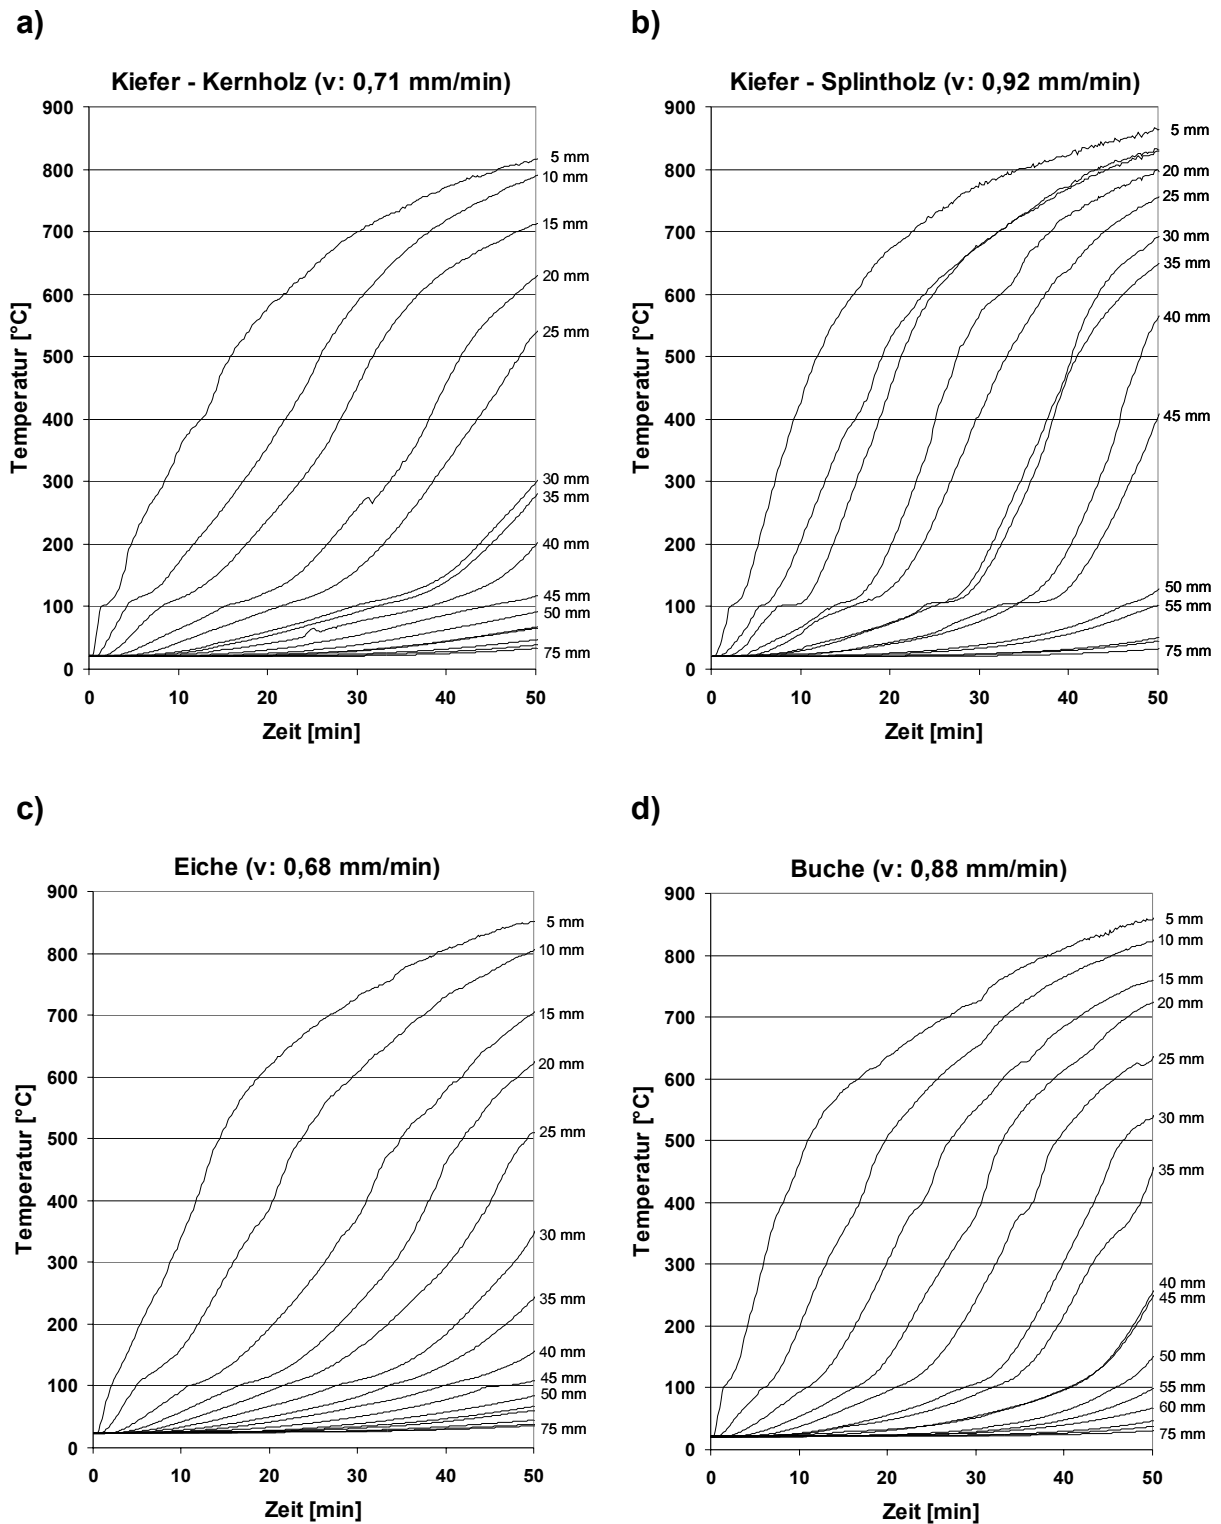 a)
Kiefer - Kernholz (v: 0,71 mm/min)
Temperatur [°C]
900
800
700
600
500
400
300
200
100
0
0 10 20 30 40 50
Zeit [min]
5 mm
10 mm
15 mm
20 mm
25 mm
30 mm
35 mm
40 mm
45 mm
50 mm
75 mm
b)
Kiefer - Splintholz (v: 0,92 mm/min)
Temperatur [°C]
900
800
700
600
500
400
300
200
100
0
0 10 20 30 40 50
Zeit [min]
5 mm
20 mm
25 mm
30 mm
35 mm
40 mm
45 mm
50 mm
55 mm
75 mm
c)
Eiche (v: 0,68 mm/min)
Temperatur [°C]
900
800
700
600
500
400
300
200
100
0
0 10 20 30 40 50
Zeit [min]
5 mm
10 mm
15 mm
20 mm
25 mm
30 mm
35 mm
40 mm
45 mm
50 mm
75 mm
d)
Buche (v: 0,88 mm/min)
Temperatur [°C]
900
800
700
600
500
400
300
200
100
0
0 10 20 30 40 50
Zeit [min]
5 mm
10 mm
15 mm
20 mm
25 mm
30 mm
35 mm
40 mm
45 mm
50 mm
55 mm
60 mm
75 mm